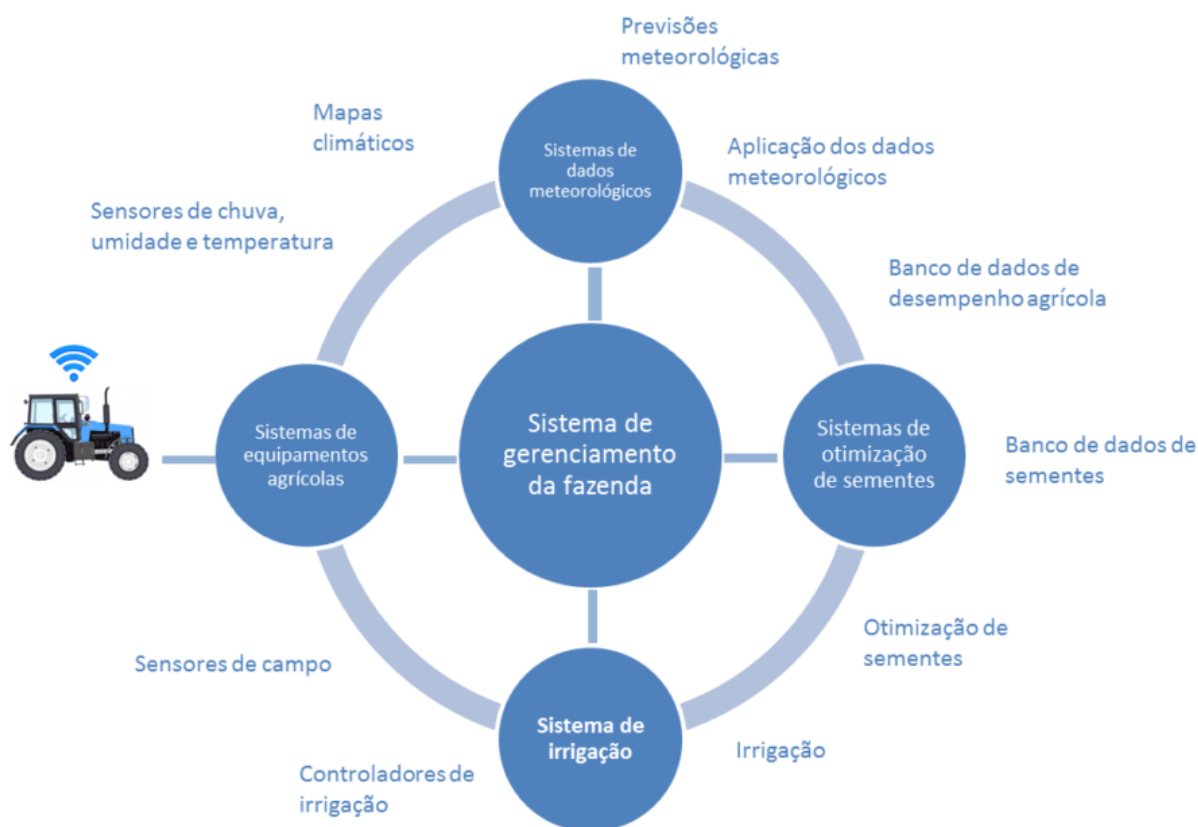 Previsões
meteorológicas
Mapas
climáticos
Sistemas de
dados
meteorológicos
Aplicação dos dados
meteorológicos
Sensores de chuva,
umidade e temperatura
Banco de dados de
desempenho agrícola
Sistemas de
equipamentos
agrícolas
Sistema de
gerenciamento
da fazenda
Sistemas de
otimização
de sementes
Banco de dados de
sementes
Sensores de campo
Otimização de
sementes
Sistema de
irrigação
Irrigação
Controladores de
irrigação